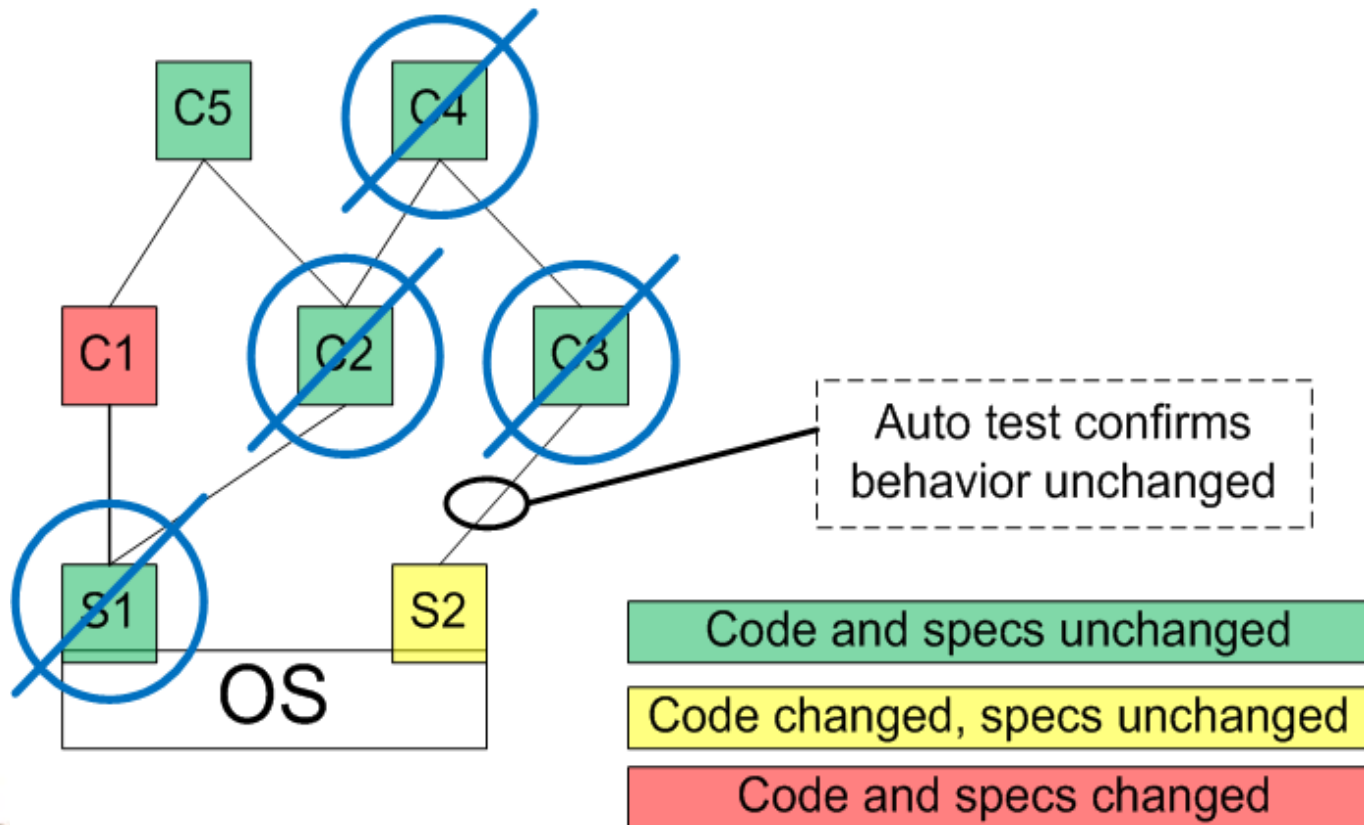 C5
C4
C1
C2
C3
Auto test confirms
behavior unchanged
S1
S2
OS
Code and specs unchanged
Code changed, specs unchanged
Code and specs changed